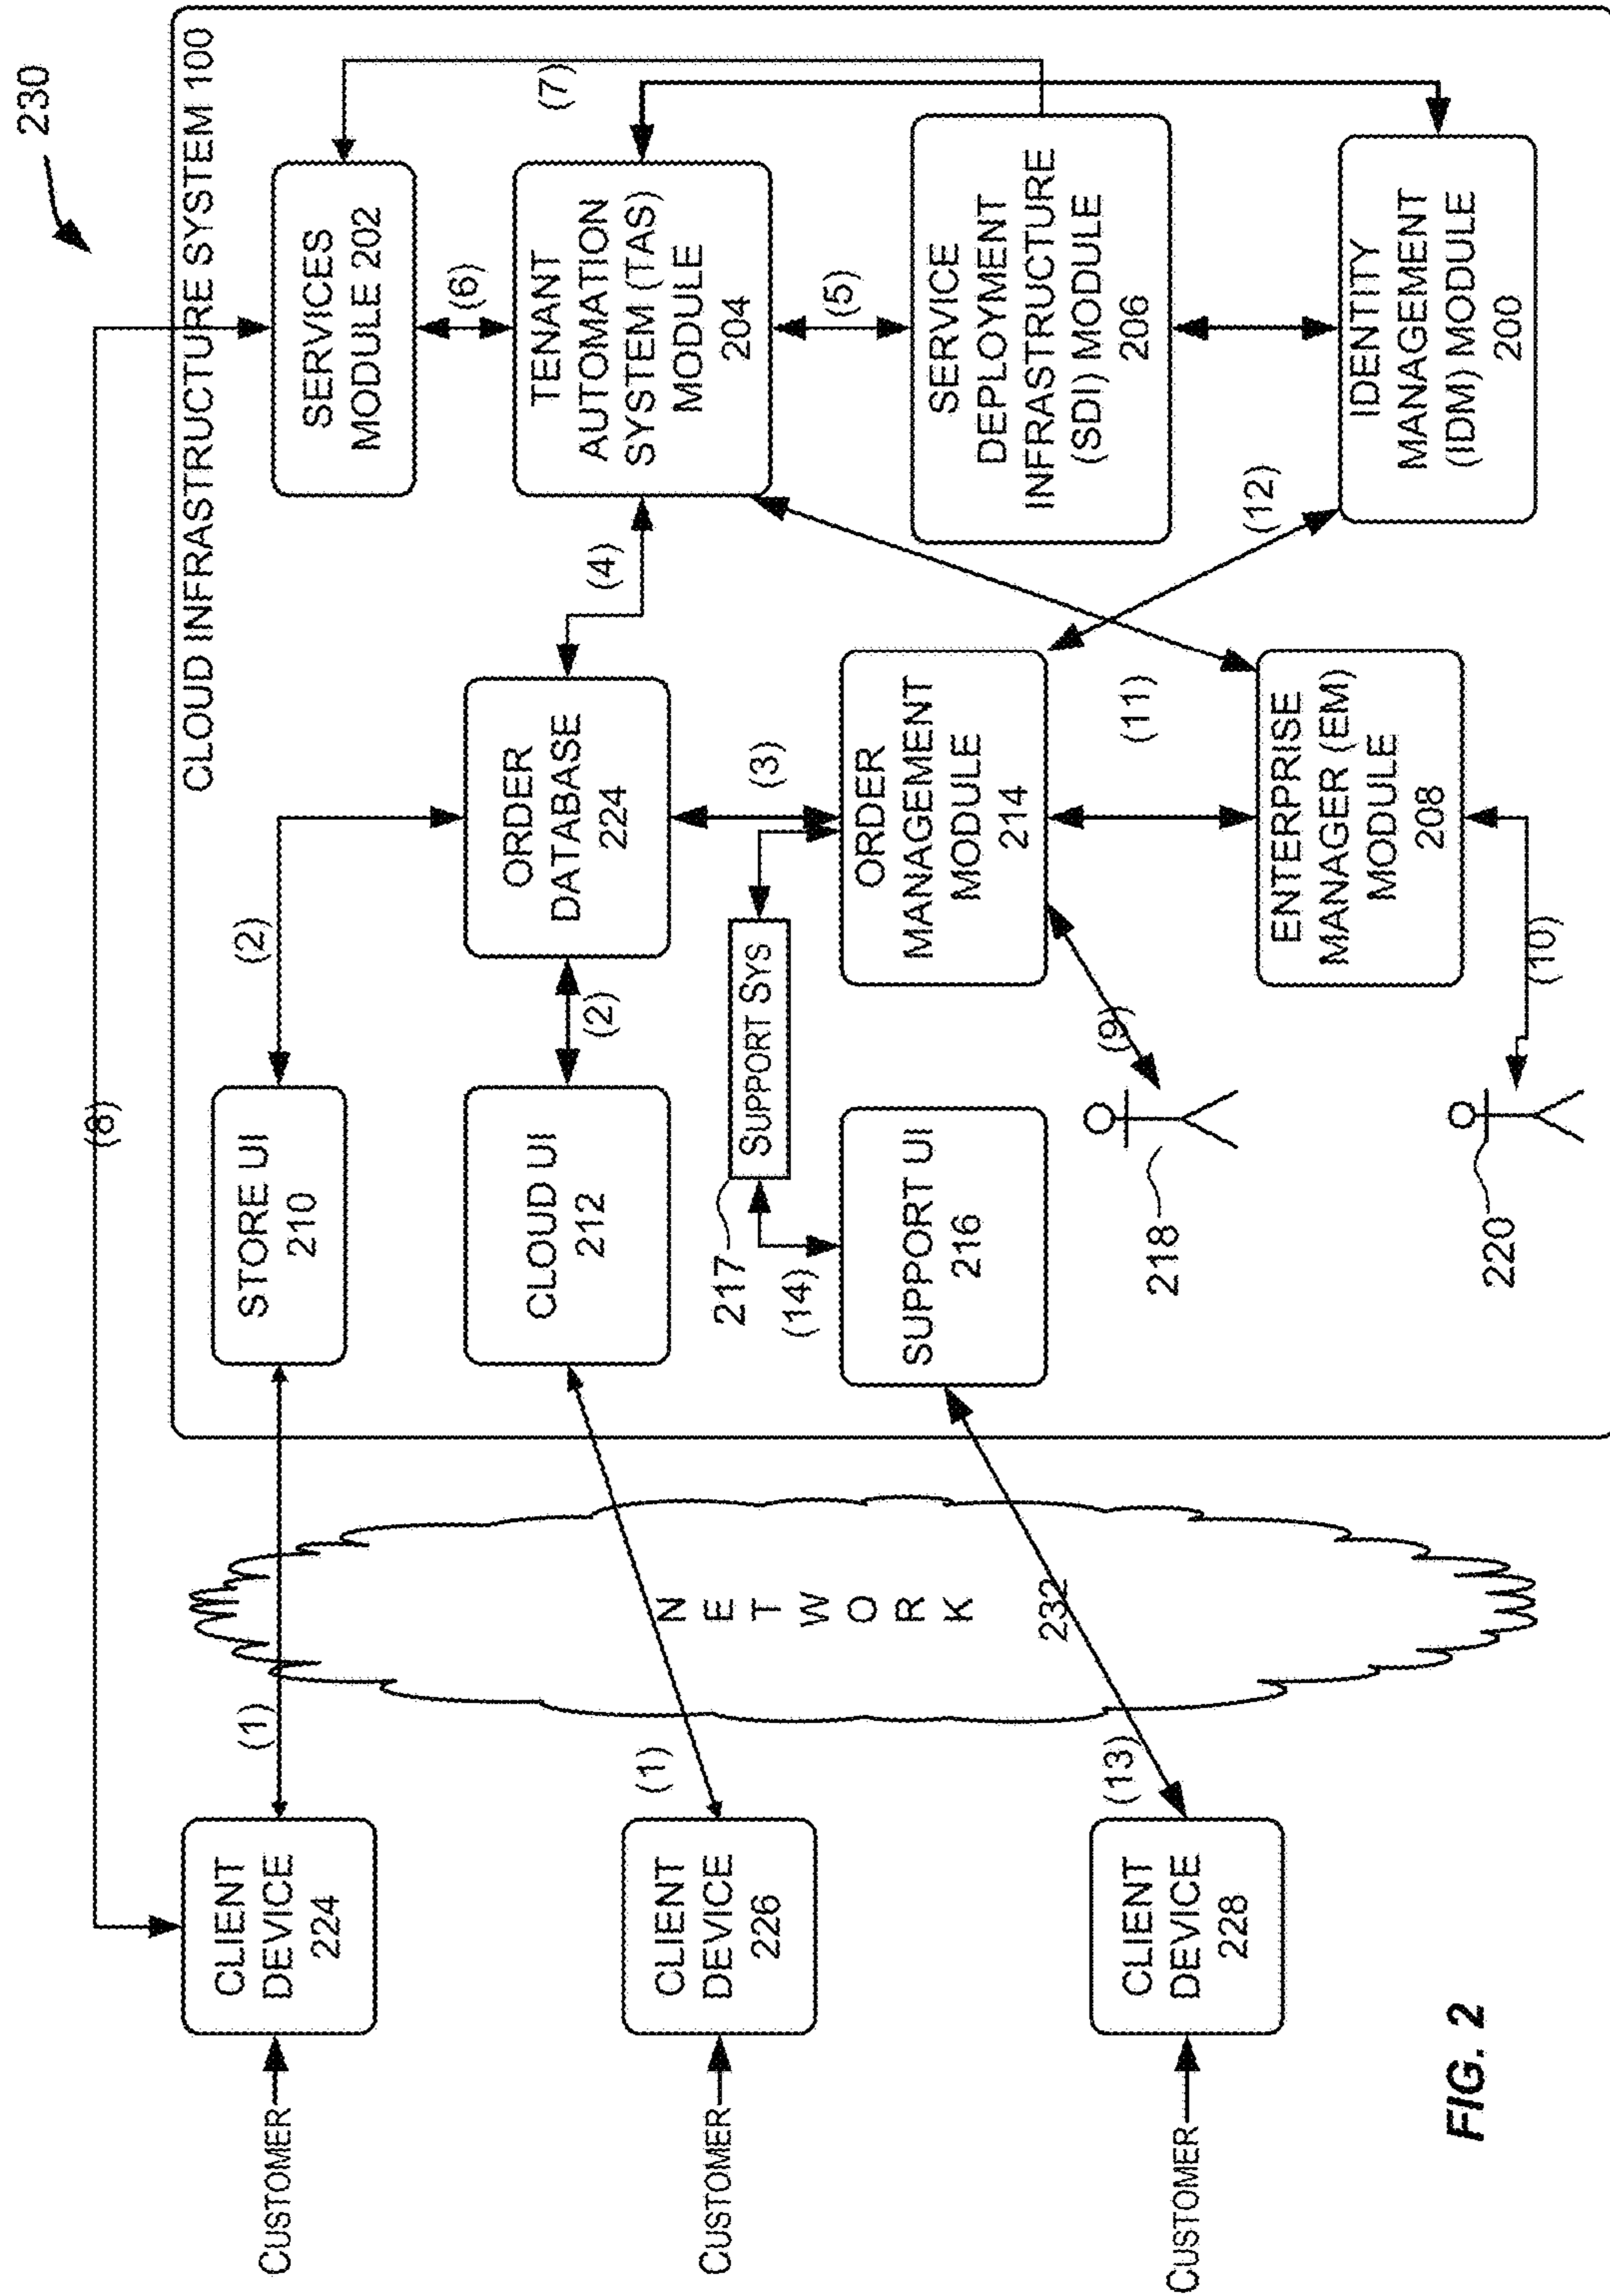 230
CLOUD INFRASTRUCTURE SYSTEM 100
(8)
CUSTOMER
CLIENT
DEVICE
224
(1)
STORE UI
210
(2)
SERVICES
MODULE 202
(7)
(6)
CUSTOMER
CLIENT
DEVICE
226
(1)
N
E
T
W
O
R
K
232
CLOUD UI
212
(2)
ORDER
DATABASE
224
(4)
TENANT
AUTOMATION
SYSTEM (TAS)
MODULE
204
(5)
217
SUPPORT SYS
(3)
(14)
CUSTOMER
CLIENT
DEVICE
228
(13)
SUPPORT UI
216
ORDER
MANAGEMENT
MODULE
214
SERVICE
DEPLOYMENT
INFRASTRUCTURE
(SDI) MODULE
206
(9)
218
(11)
(12)
ENTERPRISE
MANAGER (EM)
MODULE
208
IDENTITY
MANAGEMENT
(IDM) MODULE
200
220
(10)
FIG. 2